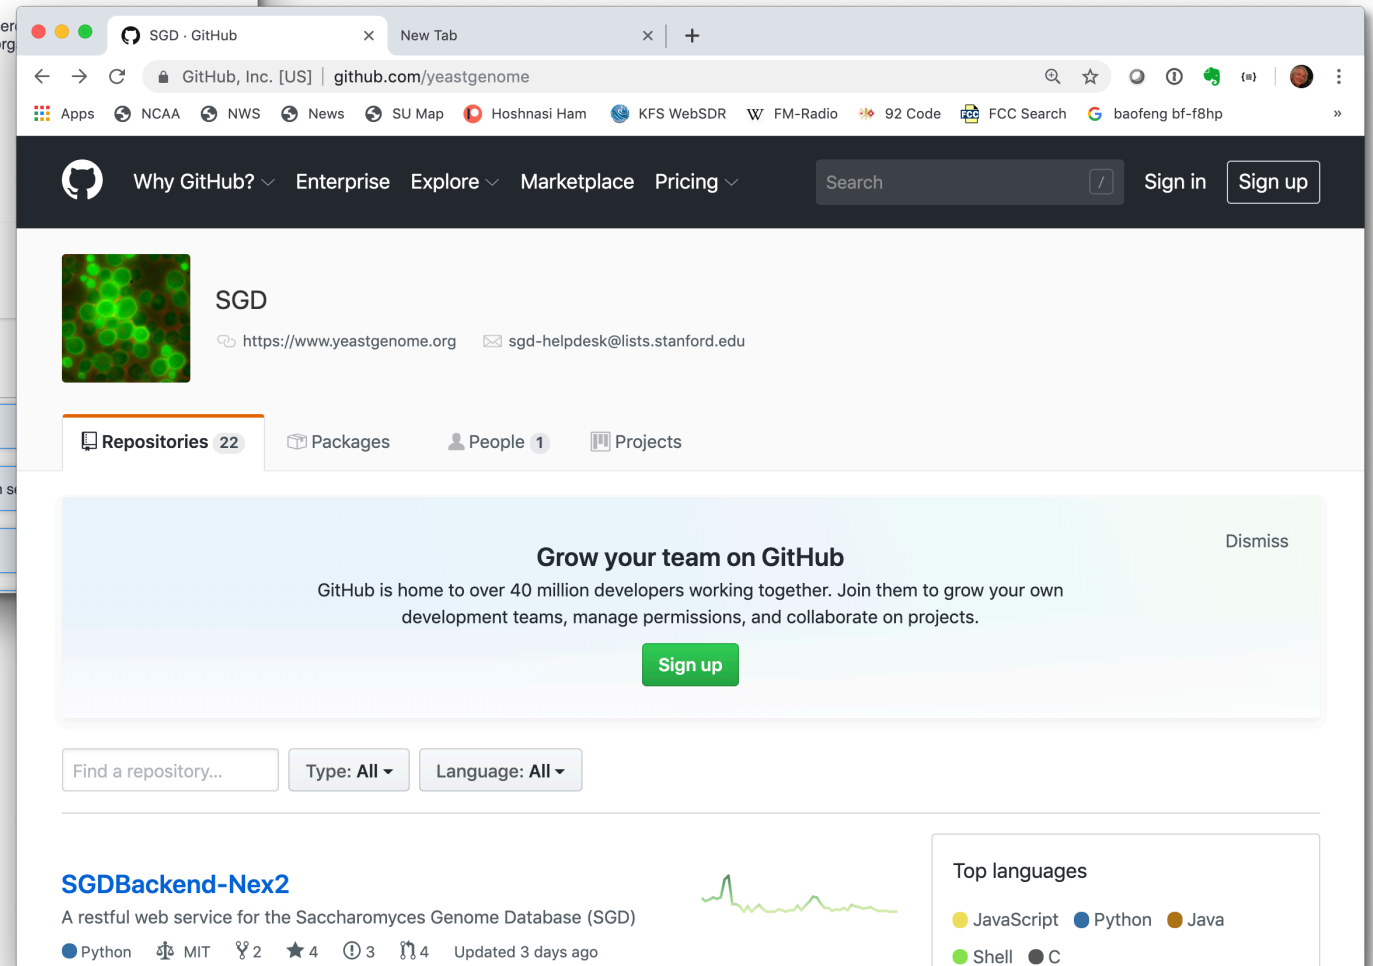 SGD · GitHub
New Tab
GitHub, Inc. [US] | github.com/yeastgenome
Apps NCAA NWS News SU Map Hoshnasi Ham KFS WebSDR FM-Radio 92 Code FCC Search baofeng bf-f8hp »
Why GitHub? Enterprise Explore Marketplace Pricing Search / Sign in Sign up
SGD
https://www.yeastgenome.org sgd-helpdesk@lists.stanford.edu
Repositories 22 Packages People 1 Projects
Dismiss
Grow your team on GitHub
GitHub is home to over 40 million developers working together. Join them to grow your own
development teams, manage permissions, and collaborate on projects.
Sign up
Find a repository... Type: All Language: All
SGDBackend-Nex2
A restful web service for the Saccharomyces Genome Database (SGD)
Python MIT 2 4 3 4 Updated 3 days ago
Top languages
JavaScript Python Java
Shell C